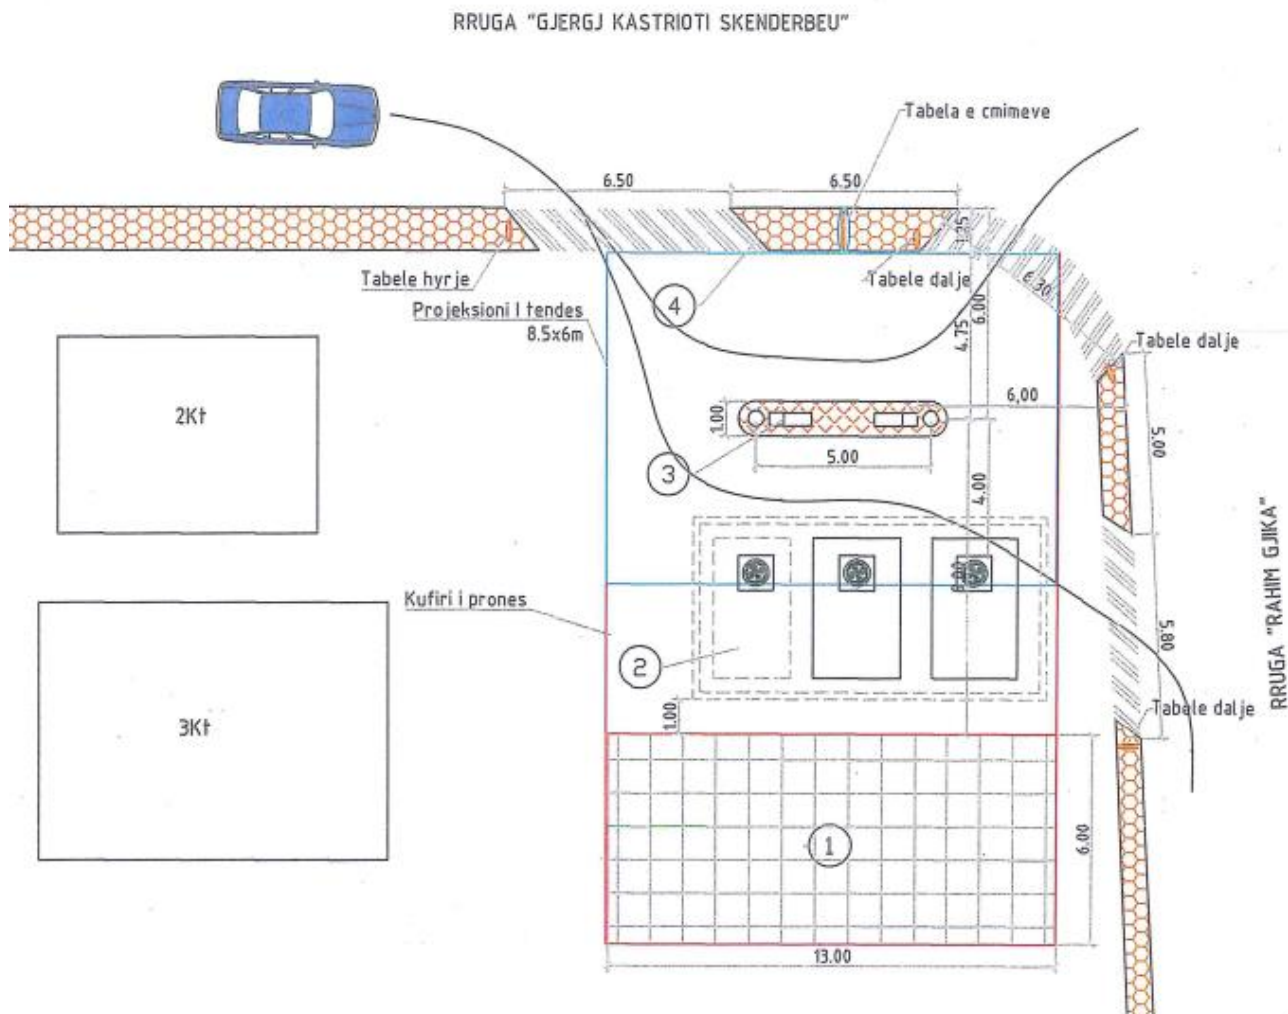 RRUGA "GJERGJ KASTRIOTI SKENDERBEU"
Tabela e cmimeve
6.50
6.50
1.25
Tabele hyrje
Tabele dalje
6.30
Projeksioni I tendes
8.5x6m
4
4.75
6.00
Tabele dalje
2Kt
1.00
6,00
5.00
5.00
3
4.00
RRUGA "RAHIM GJIKA"
Kufiri i prones
2
5.80
1.00
Tabele dalje
3Kt
1
6.00
13.00